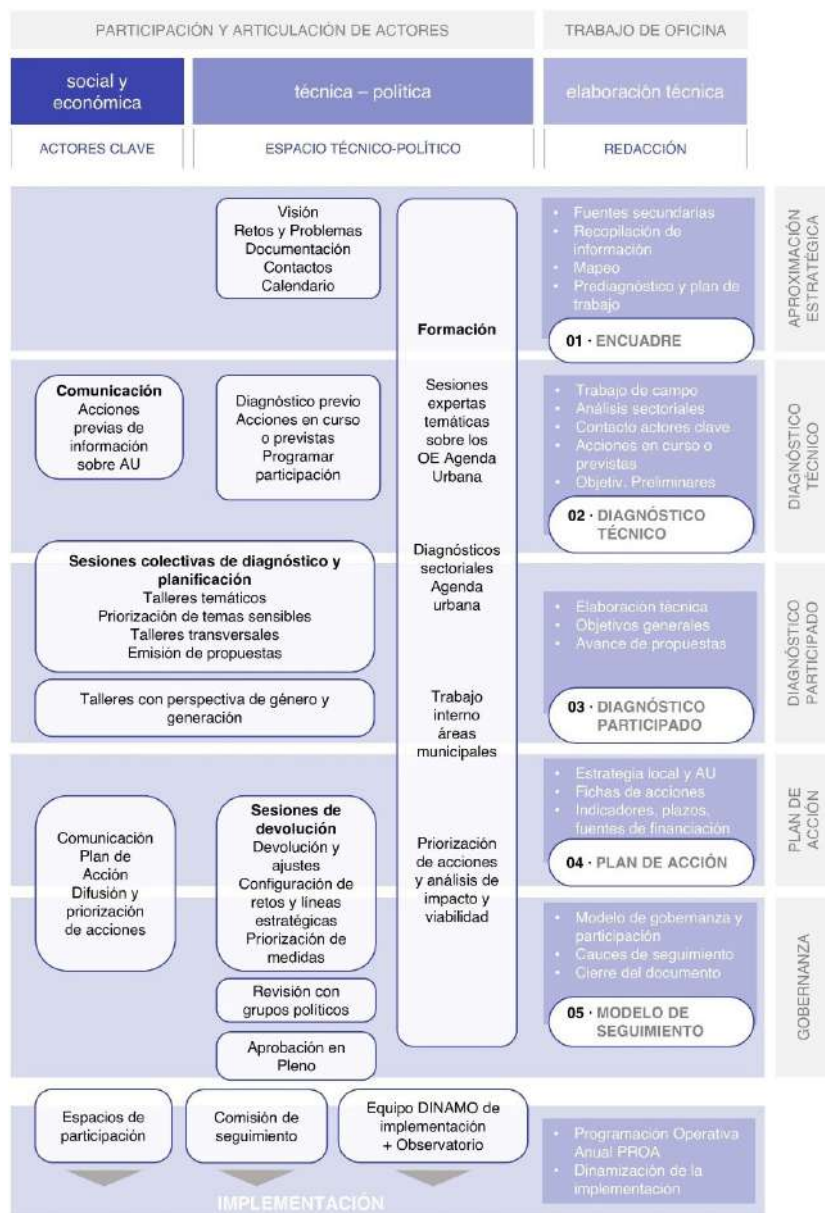 PARTICIPACIÓN Y ARTICULACIÓN DE ACTORES
TRABAJO DE OFICINA
social y
económica
técnica – política
elaboración técnica
ACTORES CLAVE
ESPACIO TÉCNICO-POLÍTICO
REDACCIÓN
Visión
Retos y Problemas
Documentación
Contactos
Calendario
Formación
Sesiones
expertas
temáticas
sobre los
OE Agenda
Urbana
Diagnósticos
sectoriales
Agenda
urbana
Trabajo
interno
áreas
municipales
Priorización
de acciones
y análisis de
impacto y
viabilidad
• Fuentes secundarias
• Recopilación de
información
• Mapeo
• Prediagnóstico y plan de
trabajo
01 · ENCUADRE
APROXIMACIÓN
ESTRATÉGICA
Comunicación
Acciones
previas de
información
sobre AU
Diagnóstico previo
Acciones en curso
o previstas
Programar
participación
• Trabajo de campo
• Análisis sectoriales
• Contacto actores clave
• Acciones en curso o
previstas
• Objetiv. Preliminares
02 · DIAGNÓSTICO
TÉCNICO
DIAGNÓSTICO
TÉCNICO
Sesiones colectivas de diagnóstico y
planificación
Talleres temáticos
Priorización de temas sensibles
Talleres transversales
Emisión de propuestas
Talleres con perspectiva de género y
generación
• Elaboración técnica
• Objetivos generales
• Avance de propuestas
03 · DIAGNÓSTICO
PARTICIPADO
DIAGNÓSTICO
PARTICIPADO
Comunicación
Plan de
Acción
Difusión y
priorización
de acciones
Sesiones de
devolución
Devolución y
ajustes
Configuración de
retos y líneas
estratégicas
Priorización de
medidas
• Estrategia local y AU
• Fichas de acciones
• Indicadores, plazos,
fuentes de financiación
04 · PLAN DE ACCIÓN
PLAN DE
ACCIÓN
Revisión con
grupos políticos
Aprobación en
Pleno
• Modelo de gobernanza y
participación
• Cauces de seguimiento
• Cierre del documento
05 · MODELO DE
SEGUIMIENTO
GOBERNANZA
Espacios de
participación
Comisión de
seguimiento
Equipo DINAMO de
implementación
+ Observatorio
• Programación Operativa
Anual PROA
• Dinamización de la
implementación
IMPLEMENTACIÓN